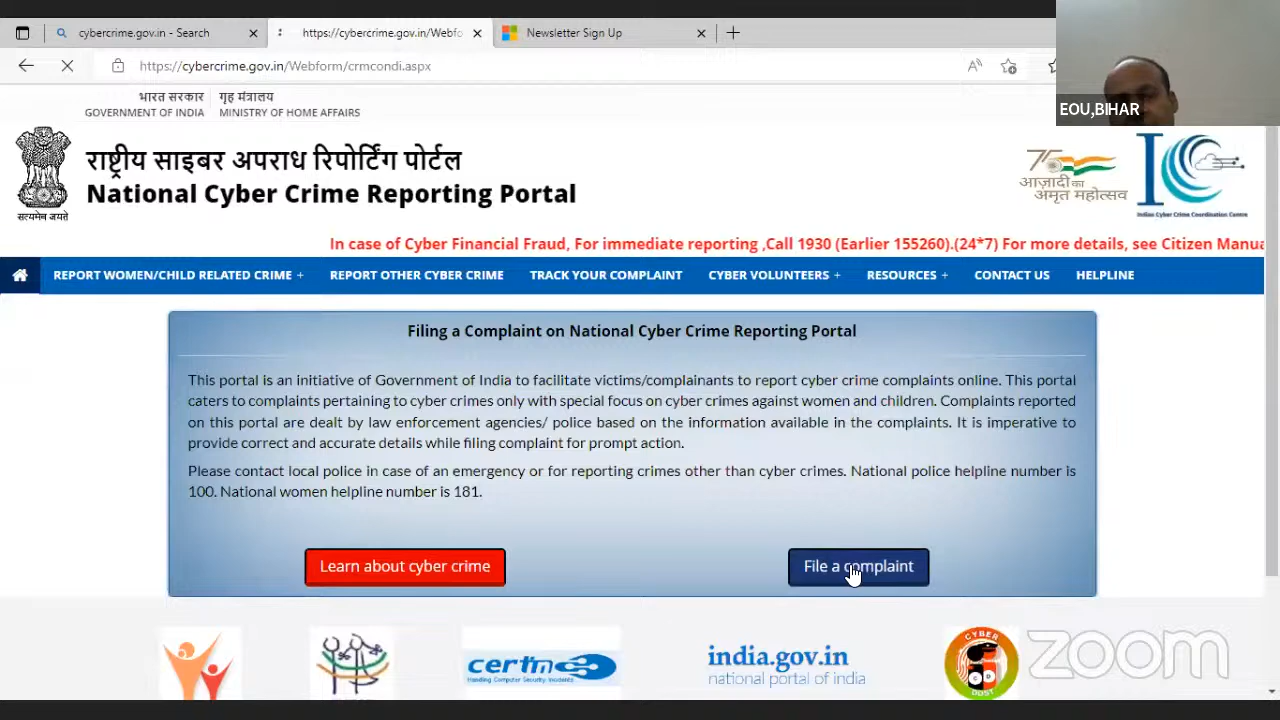 cybercrime.gov.in - Search
https://cybercrime.gov.in/Webfo
Newsletter Sign Up
https://cybercrime.gov.in/Webform/crmcondi.aspx
EOU,BIHAR
भारत सरकार गृह मंत्रालय
GOVERNMENT OF INDIA MINISTRY OF HOME AFFAIRS
सत्यमेव जयते
राष्ट्रीय साइबर अपराध रिपोर्टिंग पोर्टल
National Cyber Crime Reporting Portal
75
आज़ादी का
अमृत महोत्सव
Indian Cyber Crime Coordination Centre
In case of Cyber Financial Fraud, For immediate reporting ,Call 1930 (Earlier 155260).(24*7) For more details, see Citizen Manua
REPORT WOMEN/CHILD RELATED CRIME + REPORT OTHER CYBER CRIME TRACK YOUR COMPLAINT CYBER VOLUNTEERS + RESOURCES + CONTACT US HELPLINE
Filing a Complaint on National Cyber Crime Reporting Portal
This portal is an initiative of Government of India to facilitate victims/complainants to report cyber crime complaints online. This portal
caters to complaints pertaining to cyber crimes only with special focus on cyber crimes against women and children. Complaints reported
on this portal are dealt by law enforcement agencies/ police based on the information available in the complaints. It is imperative to
provide correct and accurate details while filing complaint for prompt action.
Please contact local police in case of an emergency or for reporting crimes other than cyber crimes. National police helpline number is
100. National women helpline number is 181.
Learn about cyber crime
File a complaint
india.gov.in
national portal of india
CYBER
DOST
zoom